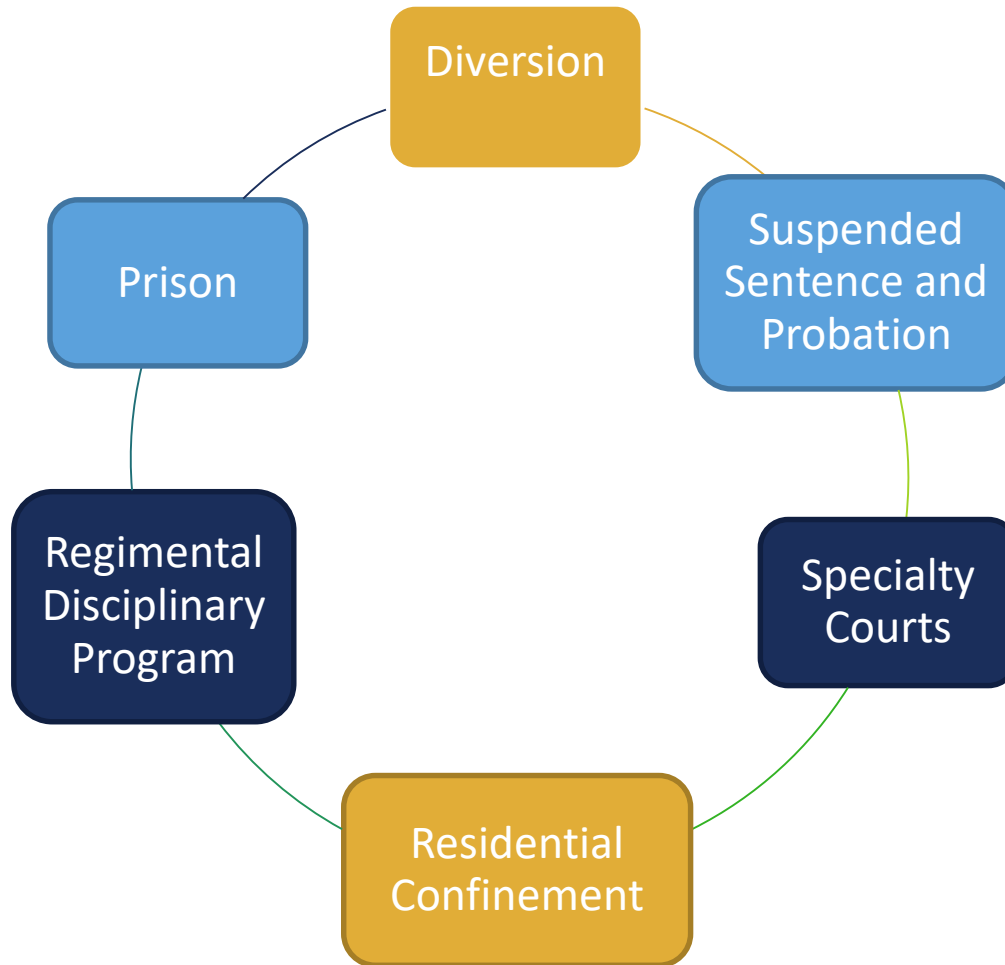 Diversion
Suspended
Sentence and
Probation
Specialty
Courts
Residential
Confinement
Regimental
Disciplinary
Program
Prison